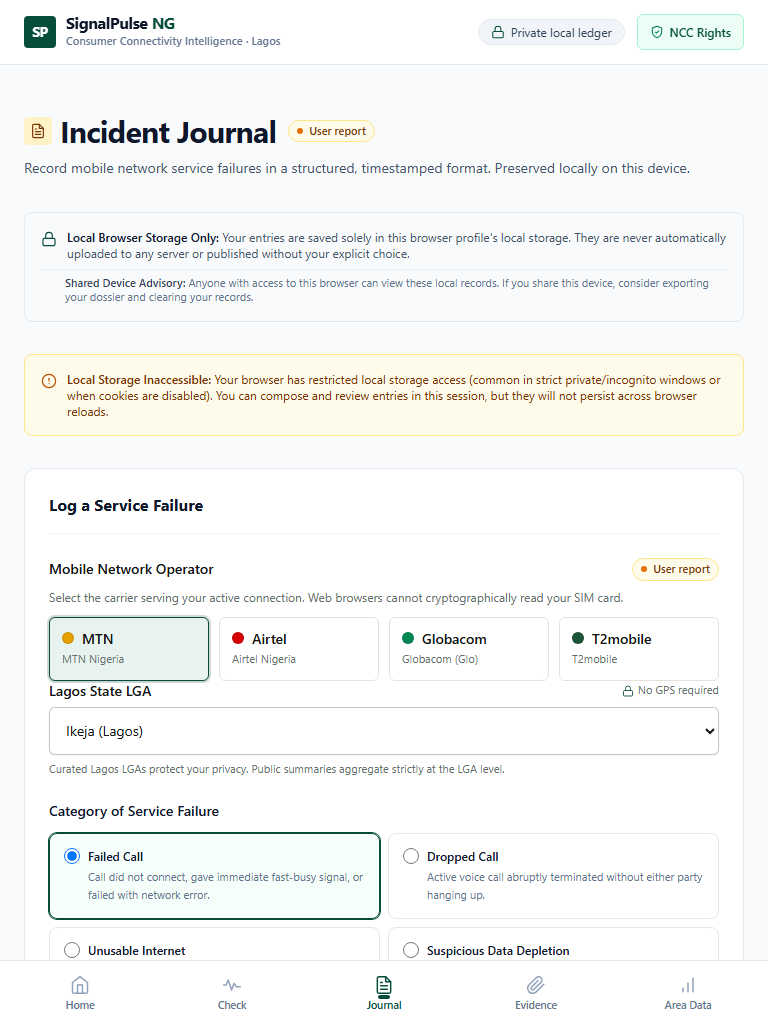 SP
SignalPulse NG
Consumer Connectivity Intelligence · Lagos
Private local ledger
NCC Rights
Incident Journal
User report
Record mobile network service failures in a structured, timestamped format. Preserved locally on this device.
Local Browser Storage Only: Your entries are saved solely in this browser profile's local storage. They are never automatically
uploaded to any server or published without your explicit choice.
Shared Device Advisory: Anyone with access to this browser can view these local records. If you share this device, consider exporting
your dossier and clearing your records.
Local Storage Inaccessible: Your browser has restricted local storage access (common in strict private/incognito windows or
when cookies are disabled). You can compose and review entries in this session, but they will not persist across browser
reloads.
Log a Service Failure
Mobile Network Operator
User report
Select the carrier serving your active connection. Web browsers cannot cryptographically read your SIM card.
MTN
MTN Nigeria
Airtel
Airtel Nigeria
Globacom
Globacom (Glo)
T2mobile
T2mobile
Lagos State LGA
No GPS required
Ikeja (Lagos)
Curated Lagos LGAs protect your privacy. Public summaries aggregate strictly at the LGA level.
Category of Service Failure
Failed Call
Call did not connect, gave immediate fast-busy signal, or
failed with network error.
Dropped Call
Active voice call abruptly terminated without either party
hanging up.
Unusable Internet
Suspicious Data Depletion
Home
Check
Journal
Evidence
Area Data